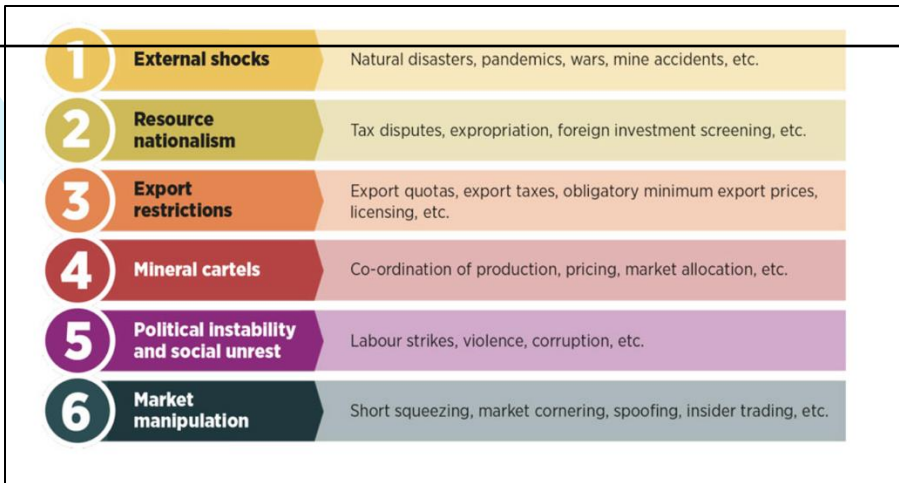 1
External shocks
Natural disasters, pandemics, wars, mine accidents, etc.
2
Resource
nationalism
Tax disputes, expropriation, foreign investment screening, etc.
3
Export
restrictions
Export quotas, export taxes, obligatory minimum export prices,
licensing, etc.
4
Mineral cartels
Co-ordination of production, pricing, market allocation, etc.
5
Political instability
and social unrest
Labour strikes, violence, corruption, etc.
6
Market
manipulation
Short squeezing, market cornering, spoofing, insider trading, etc.